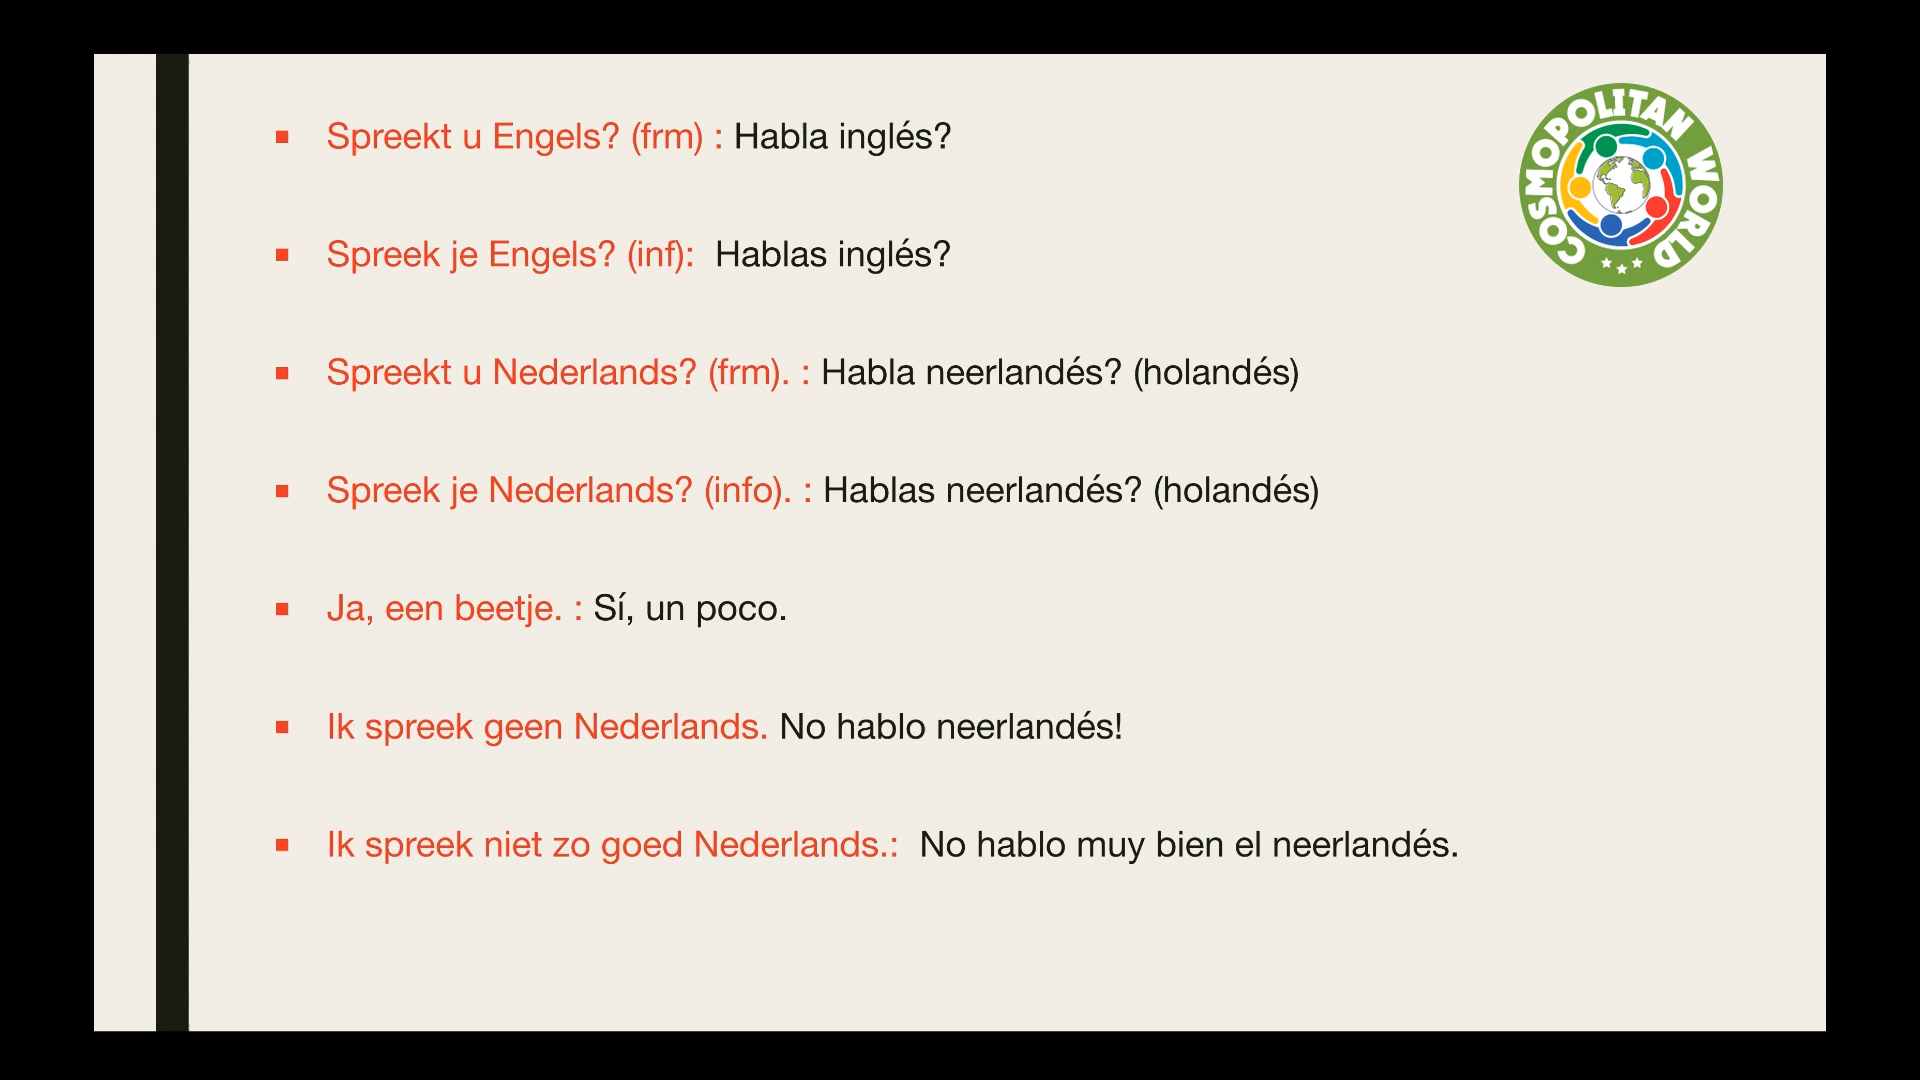 Spreekt u Engels? (frm) : Habla inglés?
COSMOPOLITAN WORLD
Spreek je Engels? (inf):  Hablas inglés?
Spreekt u Nederlands? (frm). : Habla neerlandés? (holandés)
Spreek je Nederlands? (info). : Hablas neerlandés? (holandés)
Ja, een beetje. : Sí, un poco.
Ik spreek geen Nederlands. No hablo neerlandés!
Ik spreek niet zo goed Nederlands.:  No hablo muy bien el neerlandés.